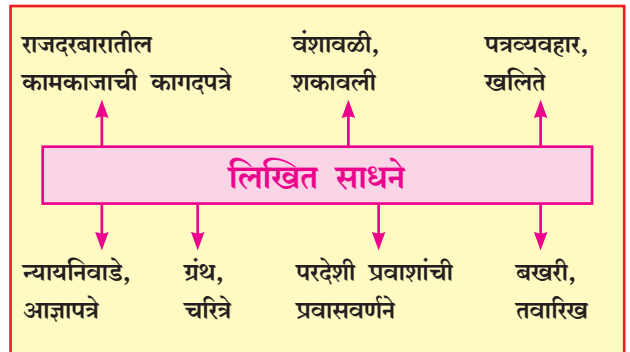 राजदरबारातील
कामकाजाची कागदपत्रे
वंशावळी,
शकावली
पत्रव्यवहार,
खलिते
लिखित साधने
न्यायनिवाडे,
आज्ञापत्रे
ग्रंथ,
चरित्रे
परदेशी प्रवाशांची
प्रवासवर्णने
बखरी,
तवारिख